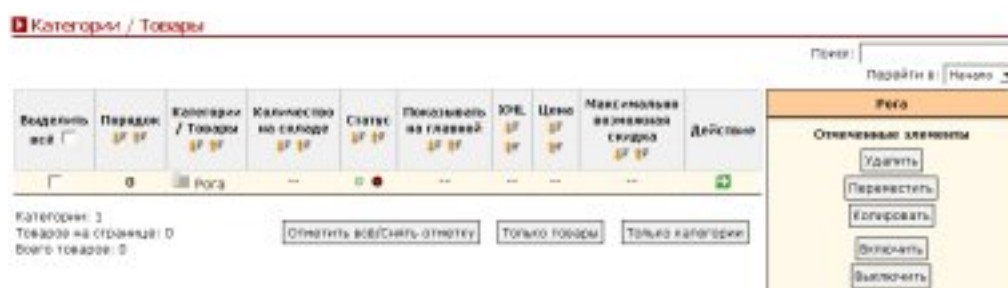 Категории / Товары
Поиск:
Перейти в: Начало
Выделить всё
Порядок
Категории / Товары
Количество на складе
Статус
Показывать на главной
XML
Цена
Максимально возможная скидка
Действие
0 Рога -- -- -- -- --
Категории: 1
Товаров на странице: 0
Всего товаров: 0
Отметить всё/Снять отметку
Только товары
Только категории
Рога
Отмеченные элементы
Удалить
Переместить
Копировать
Включить
Выключить